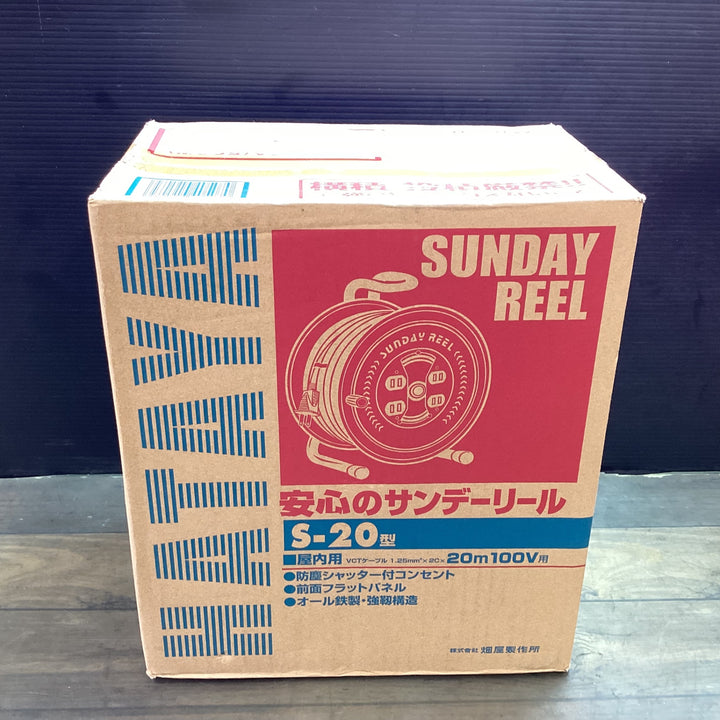 HATAYA
SUNDAY
REEL
SUNDAY REEL
安心のサンデーリール
S-20型
■屋内用 VCTケーブル 1.25mm²×2C×20m100V用
●防塵シャッター付コンセント
●前面フラットパネル
●オール鉄製・強靱構造
株式会社 畑屋製作所